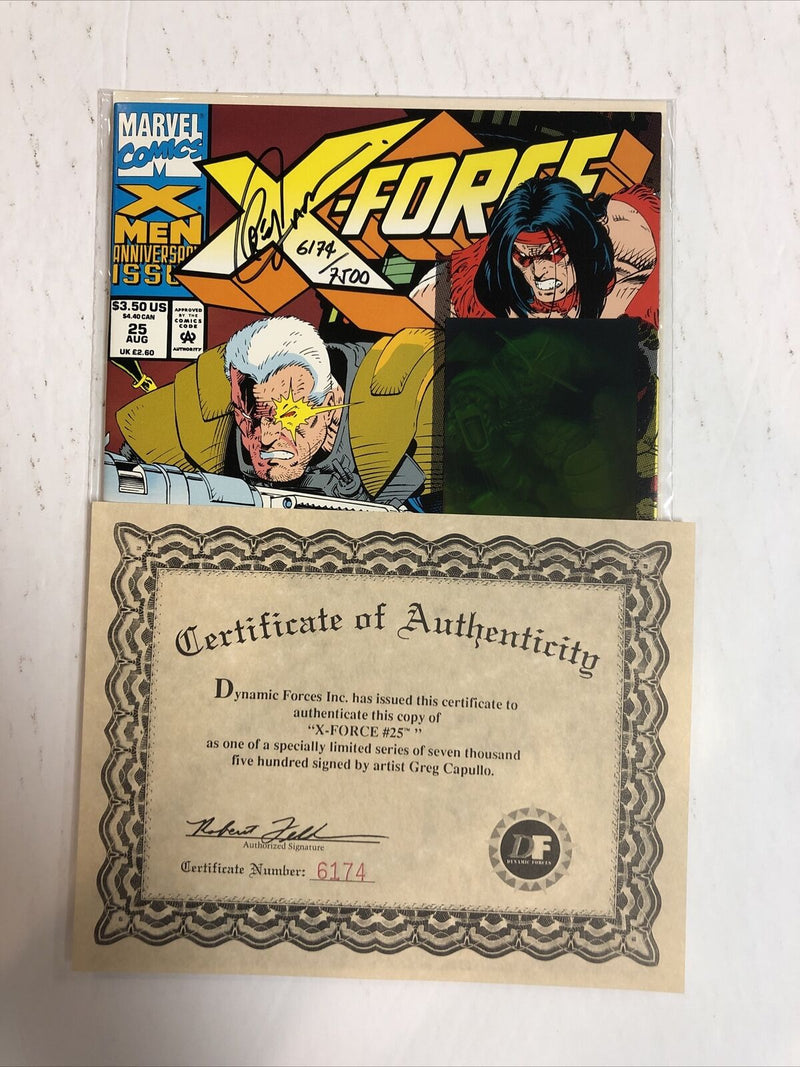 MARVEL
COMICS
M
X
MEN
ANNIVERSARY
ISSU
X-FORCE
6174/7500
$3.50 US
$4.40 CAN
25
AUG
UK £2.60
APPROVED
BY THE
COMICS
CODE
CA
AUTHORITY
Certificate of Authenticity
Dynamic Forces Inc. has issued this certificate to
authenticate this copy of
"X-FORCE #25™ "
as one of a specially limited series of seven thousand
five hundred signed by artist Greg Capullo.
Authorized Signature
Certificate Number: 6174
DF
DYNAMIC FORCES